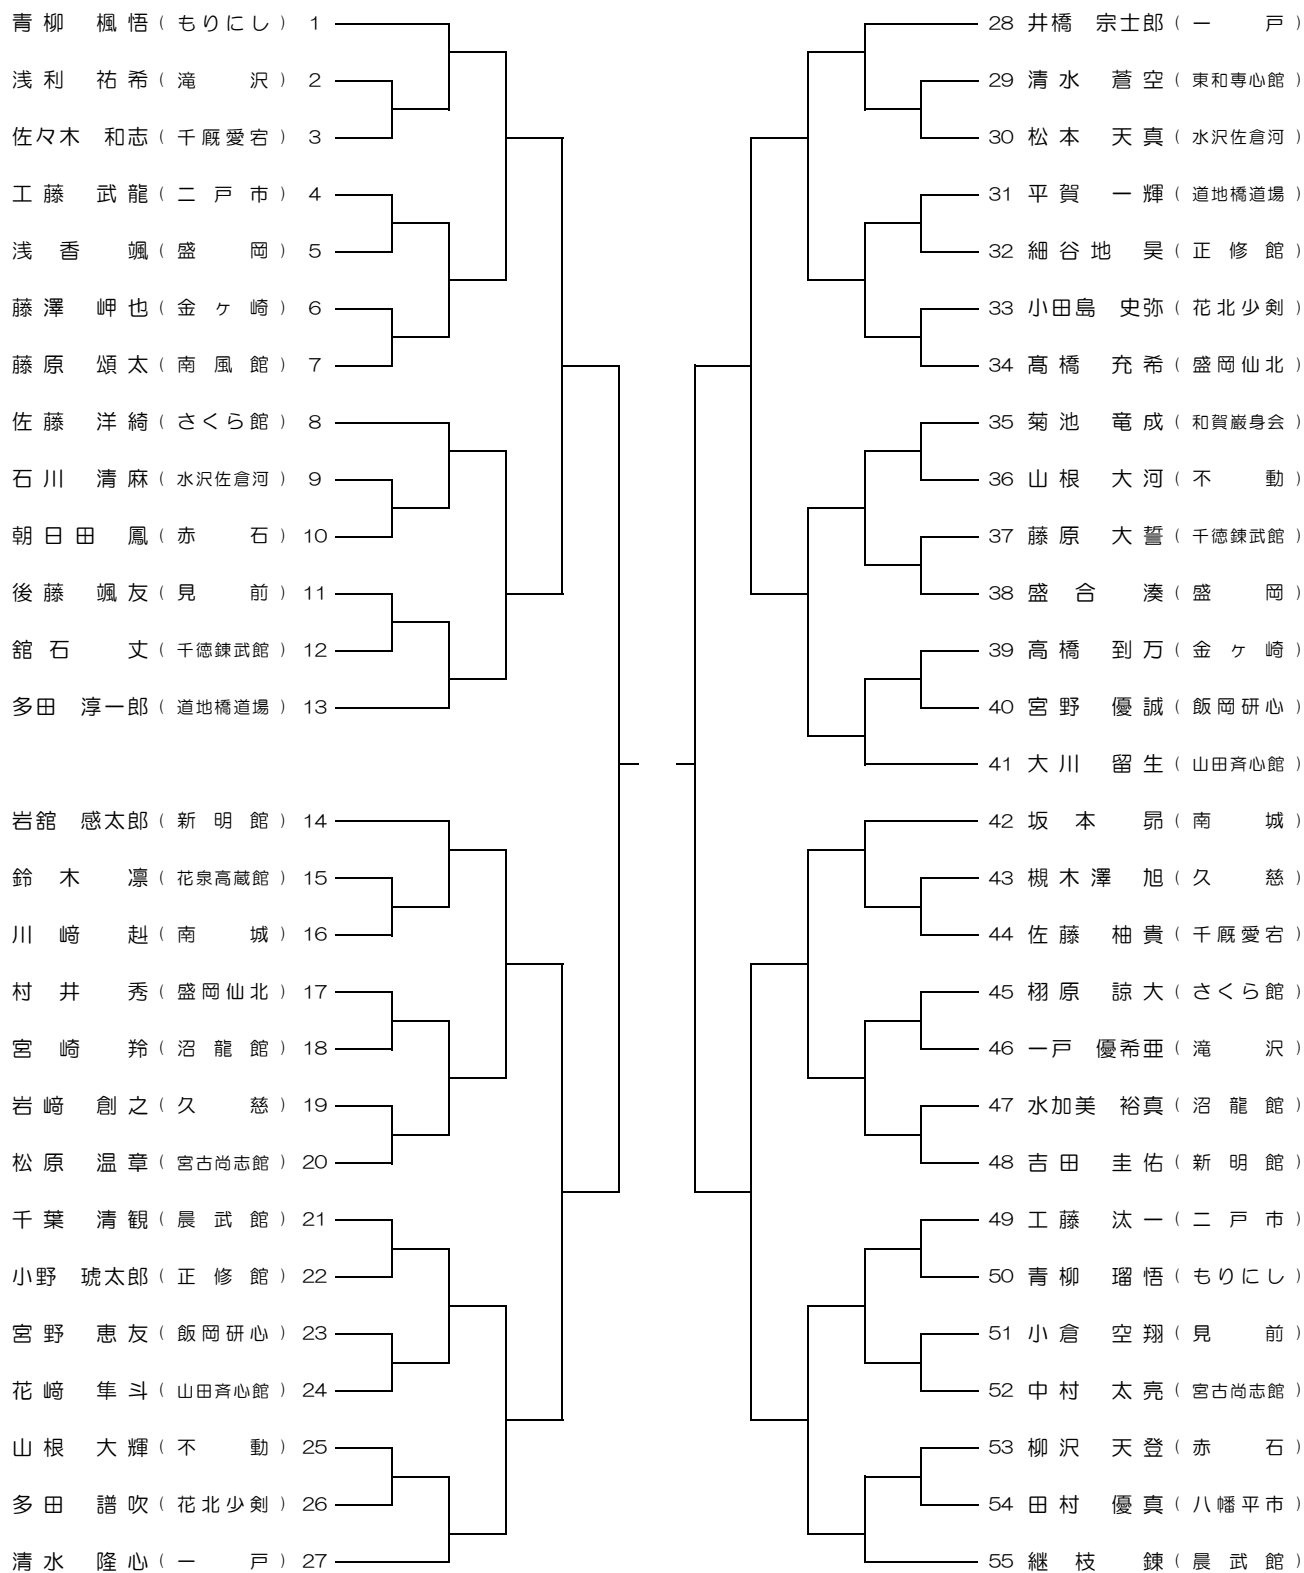 青柳 楓悟（もりにし）1
浅利 祐希（滝沢）2
佐々木 和志（千厩愛宕）3
工藤 武龍（二戸市）4
浅香 颯（盛岡）5
藤澤 岬也（金ヶ崎）6
藤原 頌太（南風館）7
佐藤 洋綺（さくら館）8
石川 清麻（水沢佐倉河）9
朝日田 鳳（赤石）10
後藤 颯友（見前）11
舘石 丈（千徳錬武館）12
多田 淳一郎（道地橋道場）13
岩舘 感太郎（新明館）14
鈴木 凛（花泉高蔵館）15
川﨑 赳（南城）16
村井 秀（盛岡仙北）17
宮崎 羚（沼龍館）18
岩﨑 創之（久慈）19
松原 温章（宮古尚志館）20
千葉 清観（晨武館）21
小野 琥太郎（正修館）22
宮野 恵友（飯岡研心）23
花﨑 隼斗（山田斉心館）24
山根 大輝（不動）25
多田 譜吹（花北少剣）26
清水 隆心（一戸）27
28 井橋 宗士郎（一戸）
29 清水 蒼空（東和専心館）
30 松本 天真（水沢佐倉河）
31 平賀 一輝（道地橋道場）
32 細谷地 昊（正修館）
33 小田島 史弥（花北少剣）
34 髙橋 充希（盛岡仙北）
35 菊池 竜成（和賀巌身会）
36 山根 大河（不動）
37 藤原 大誓（千徳錬武館）
38 盛合 湊（盛岡）
39 高橋 到万（金ヶ崎）
40 宮野 優誠（飯岡研心）
41 大川 留生（山田斉心館）
42 坂本 昴（南城）
43 槻木澤 旭（久慈）
44 佐藤 柚貴（千厩愛宕）
45 栩原 諒大（さくら館）
46 一戸 優希亜（滝沢）
47 水加美 裕真（沼龍館）
48 吉田 圭佑（新明館）
49 工藤 汰一（二戸市）
50 青柳 瑠悟（もりにし）
51 小倉 空翔（見前）
52 中村 太亮（宮古尚志館）
53 柳沢 天登（赤石）
54 田村 優真（八幡平市）
55 継枝 錬（晨武館）